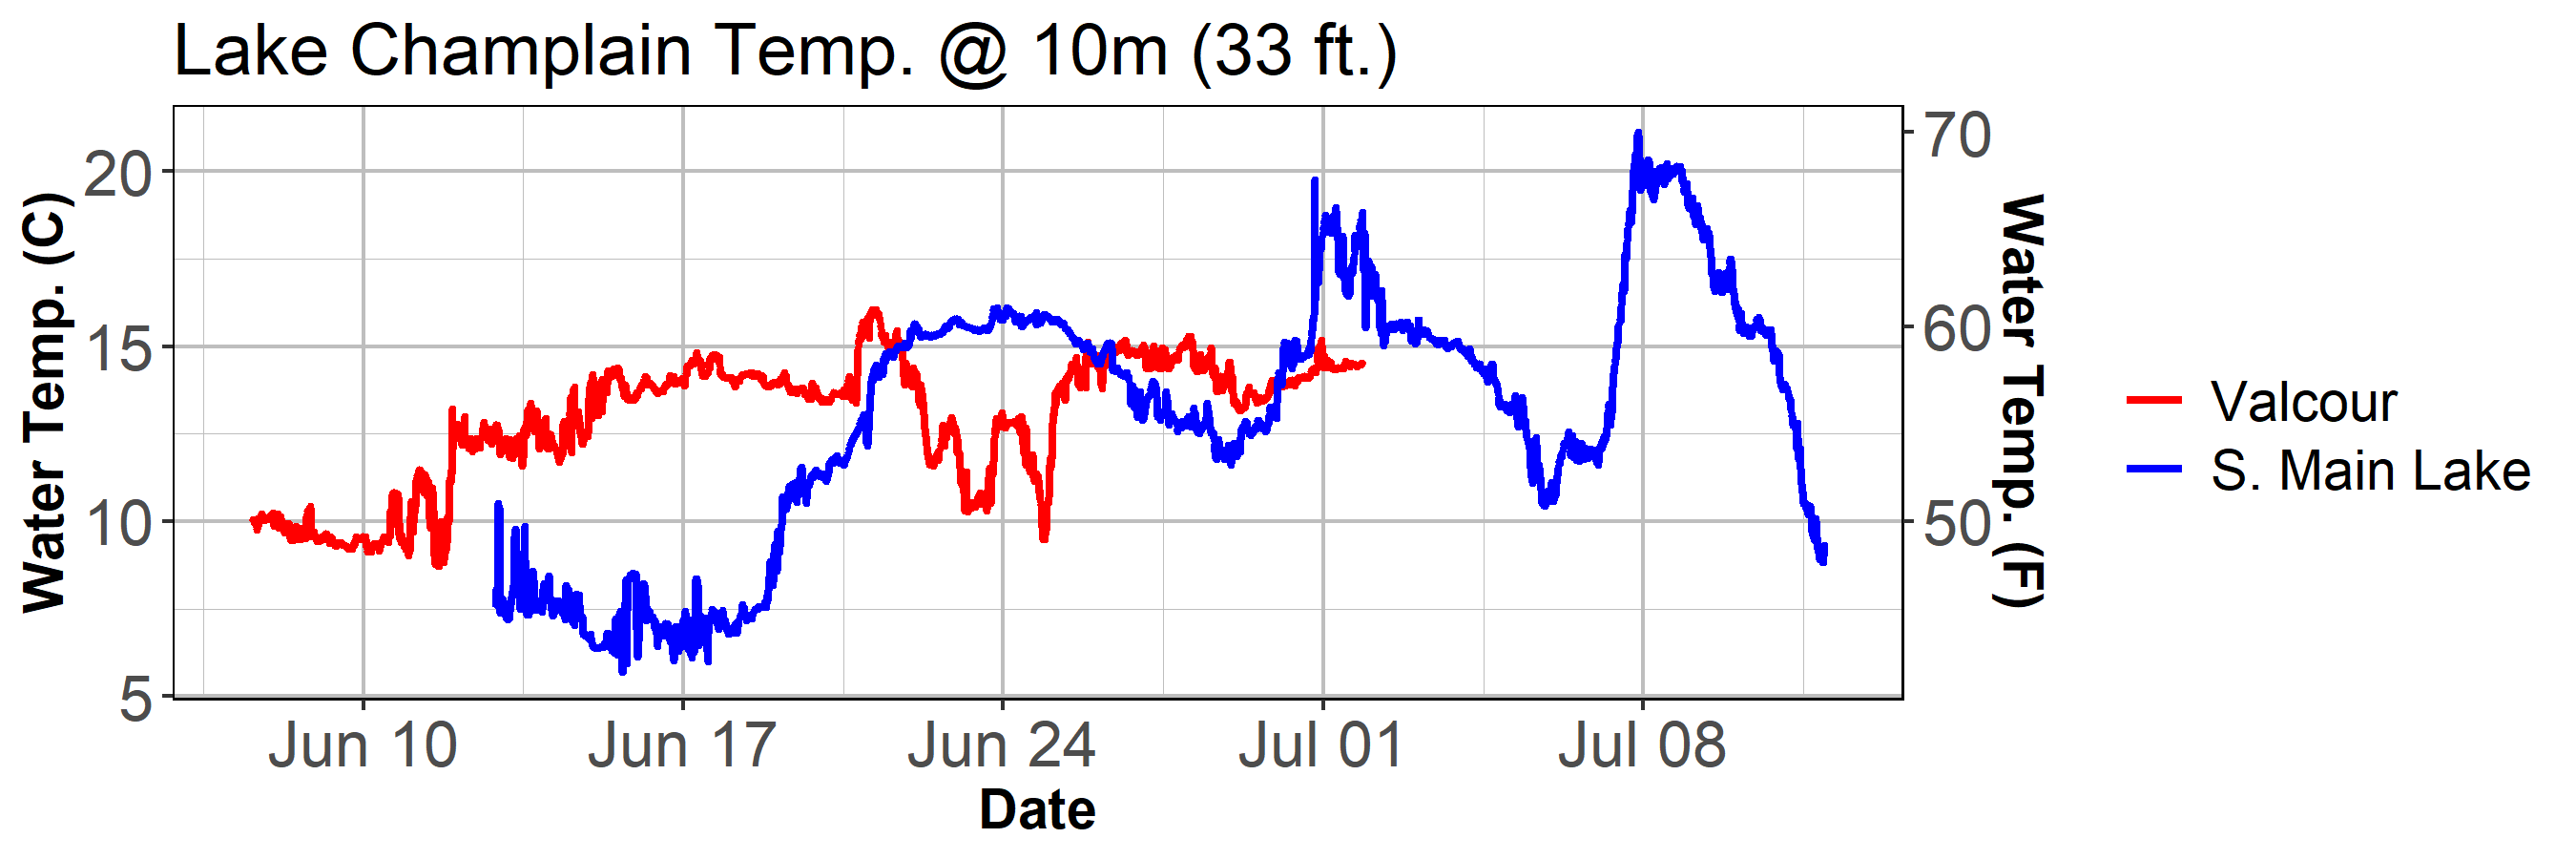 Lake Champlain Temp. @ 10m (33 ft.)
Water Temp. (C)
20
15
10
5
70
60
50
Water Temp. (F)
Jun 10
Jun 17
Jun 24
Jul 01
Jul 08
Date
Valcour
S. Main Lake